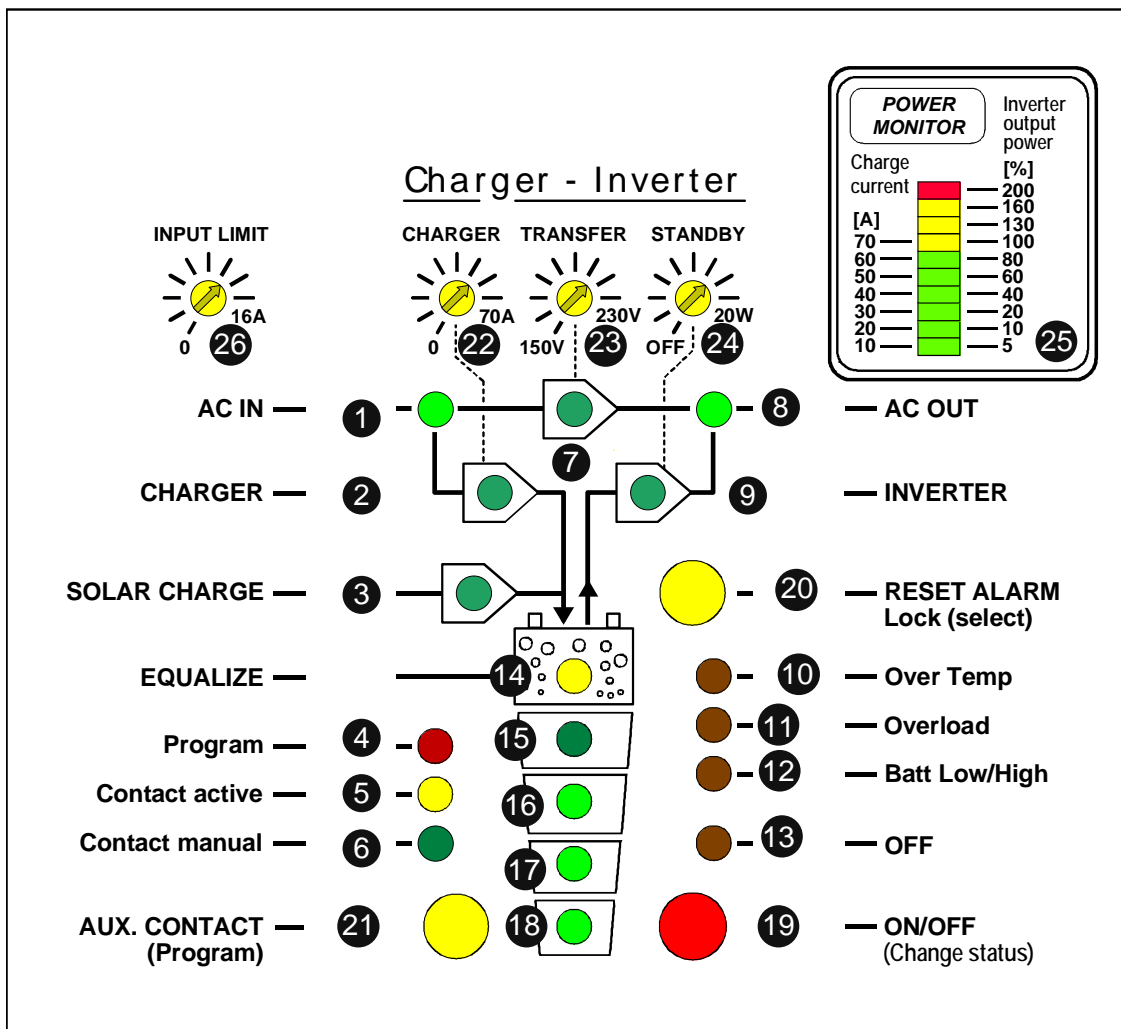 POWER
MONITOR
Inverter
output
power
[%]
Charge
current
[A]
200
160
130
70 100
60 80
50 60
40 40
30 20
20 10
10 5
25
Charger - Inverter
INPUT LIMIT
16A
0
26
CHARGER
70A
0
22
TRANSFER
230V
150V
23
STANDBY
20W
OFF
24
AC IN 1
7
8 AC OUT
CHARGER 2
9 INVERTER
SOLAR CHARGE 3
20 RESET ALARM
Lock (select)
EQUALIZE 14
10 Over Temp
Program 4
15
11 Overload
Contact active 5
16
12 Batt Low/High
Contact manual 6
17
13 OFF
AUX. CONTACT 21
(Program)
18
19 ON/OFF
(Change status)